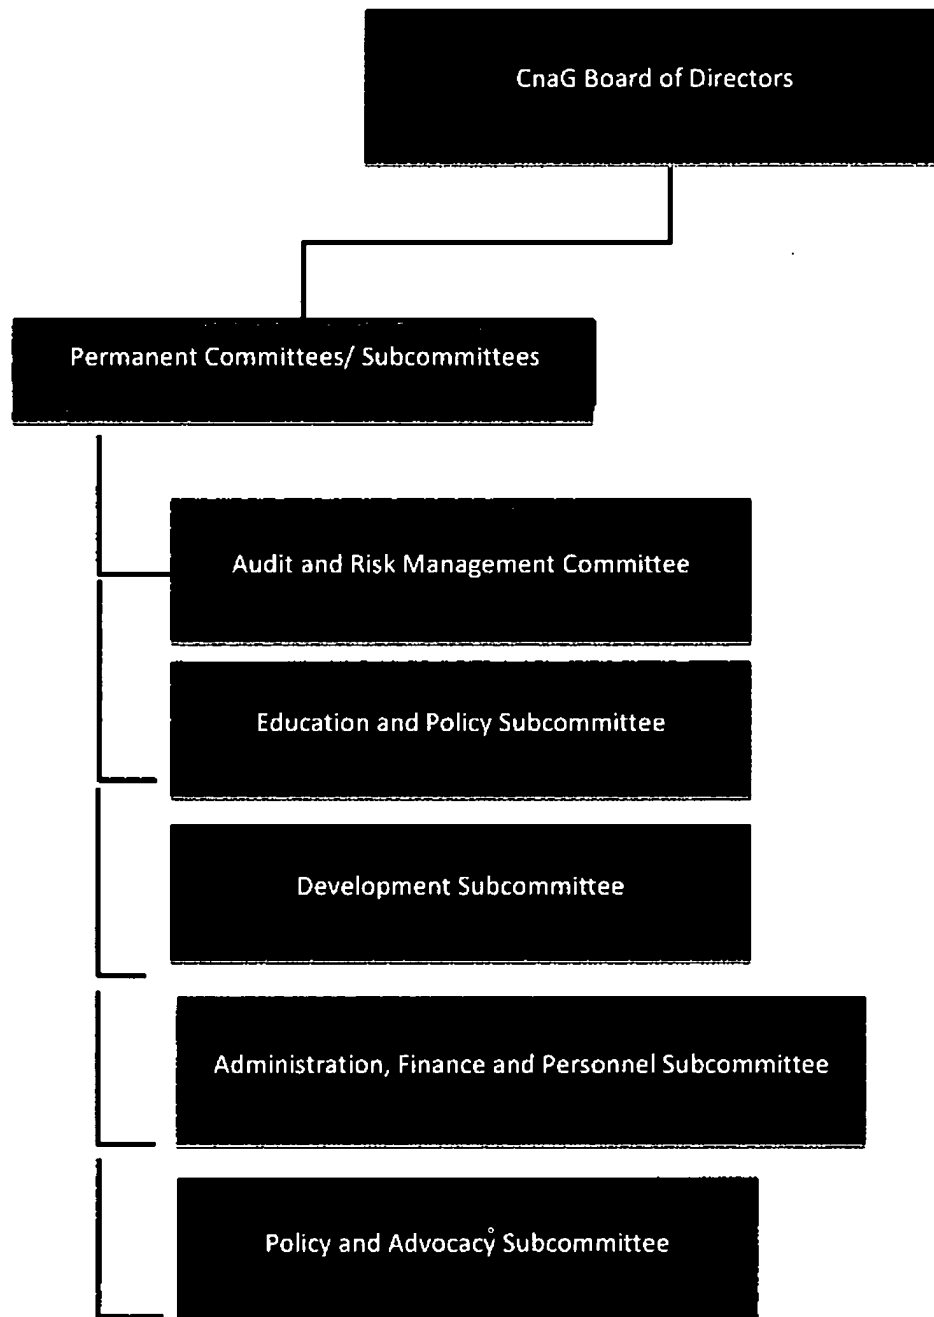 CnaG Board of Directors
Permanent Committees/ Subcommittees
Audit and Risk Management Committee
Education and Policy Subcommittee
Development Subcommittee
Administration, Finance and Personnel Subcommittee
Policy and Advocacy Subcommittee